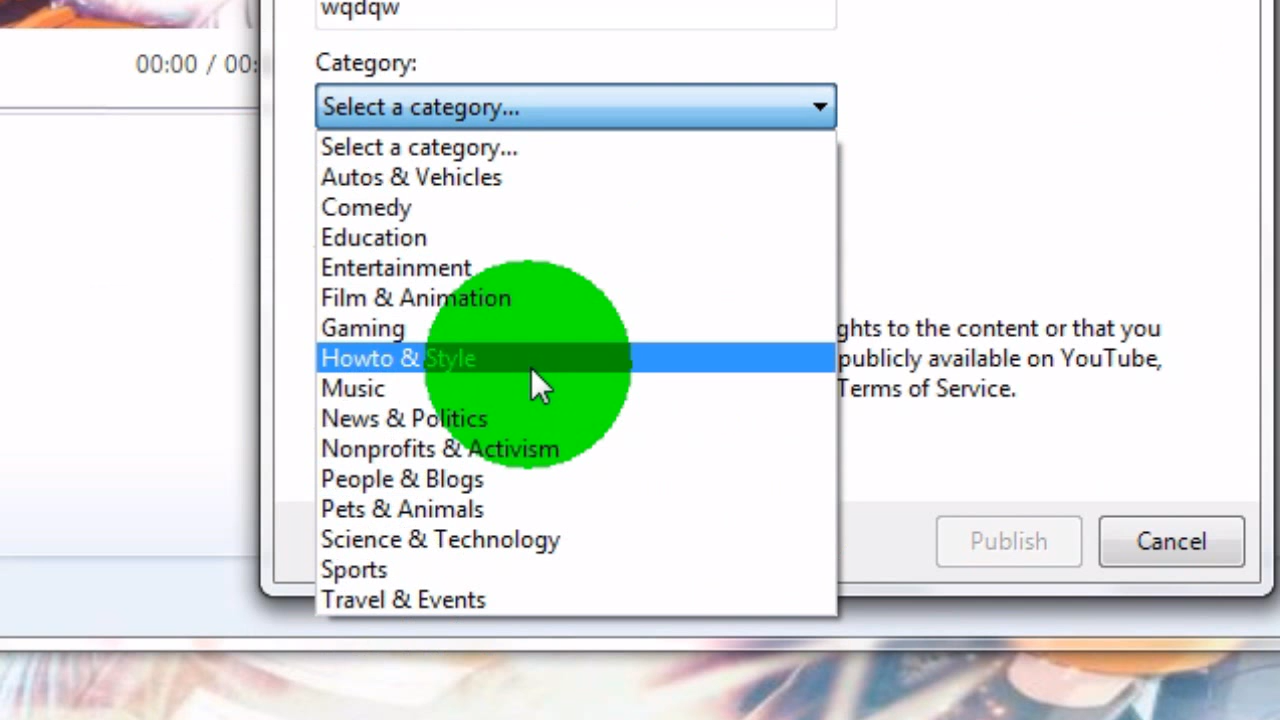 wqdqw
00:00 / 00:
Category:
Select a category...
Select a category...
Autos & Vehicles
Comedy
Education
Entertainment
Film & Animation
Gaming
Howto & Style
Music
News & Politics
Nonprofits & Activism
People & Blogs
Pets & Animals
Science & Technology
Sports
Travel & Events
ghts to the content or that you
publicly available on YouTube,
Terms of Service.
Publish
Cancel